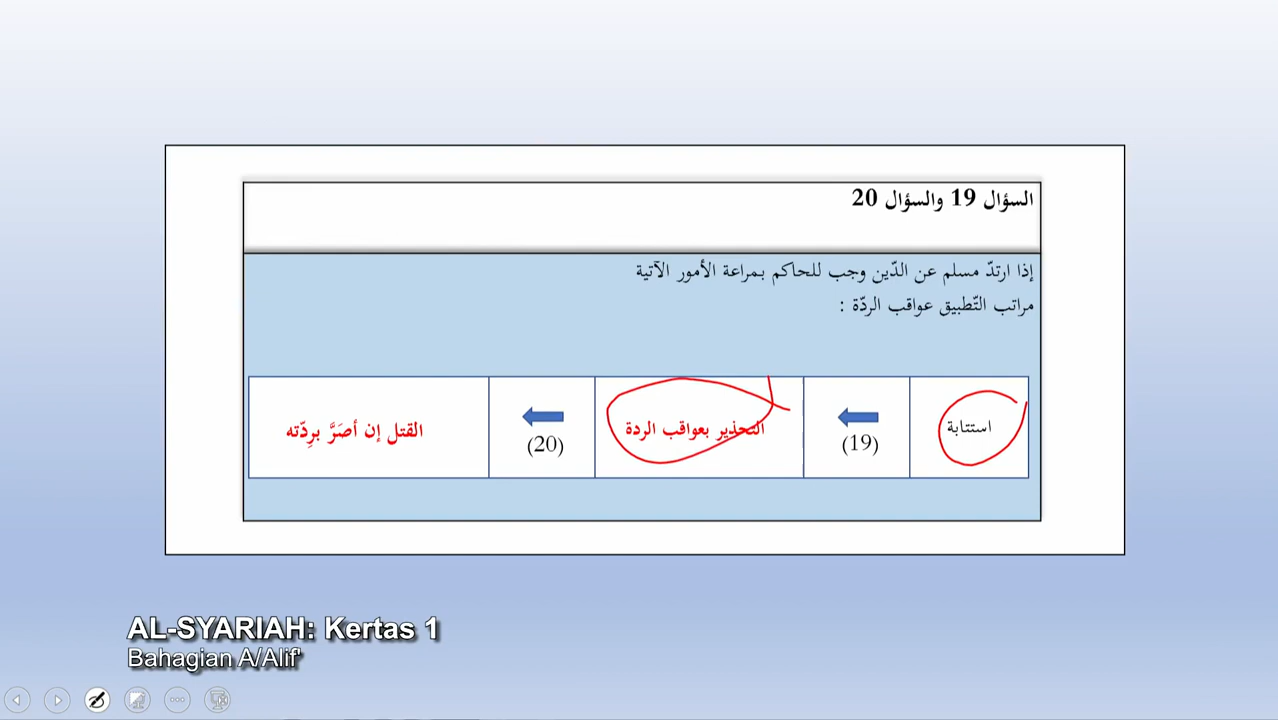 السؤال 19 والسؤال 20
إذا ارتدّ مسلم عن الدّين وجب للحاكم بمراعة الأمور الآتية
مراتب التّطبيق عواقب الردّة :
استتابة
(19)
التحذير بعواقب الردة
(20)
القتل إن أصَرَّ بردِّته
AL-SYARIAH: Kertas 1
Bahagian A/Alif'